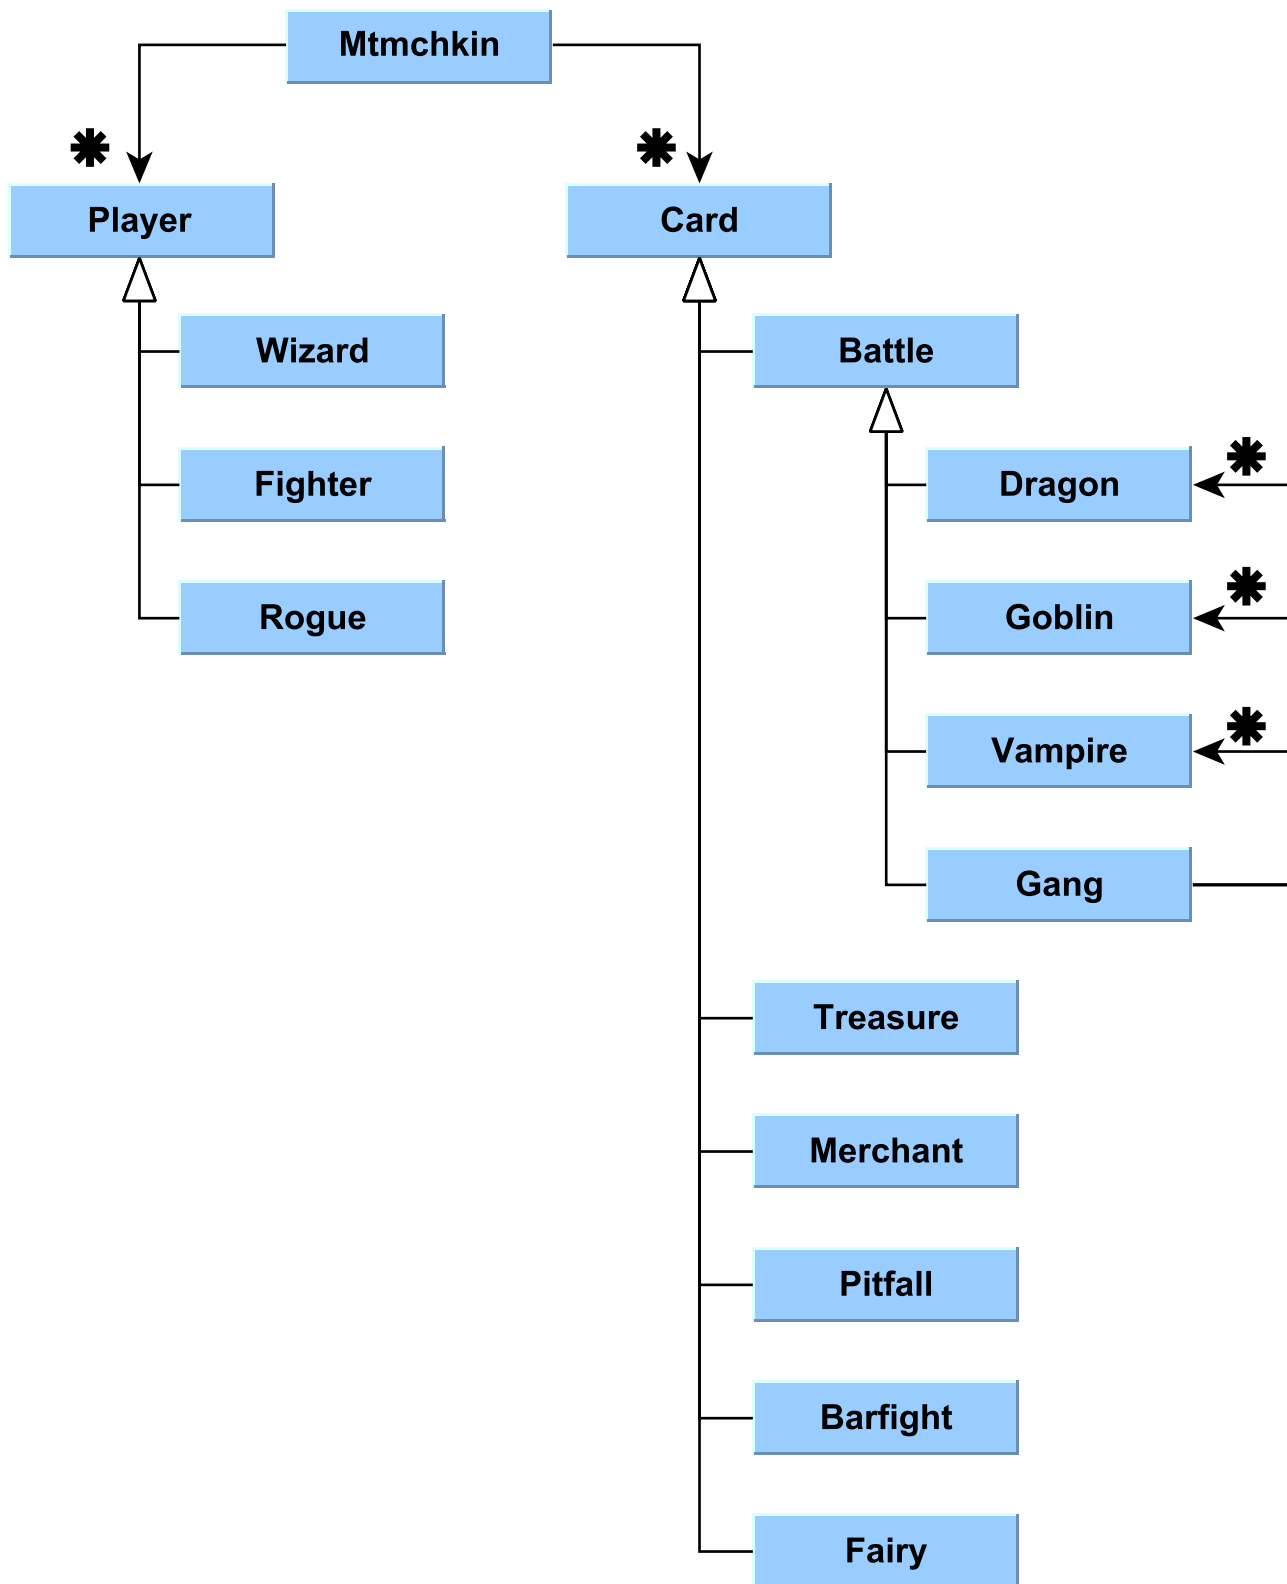 Mtmchkin
Player
Card
Wizard
Battle
Fighter
Dragon
Rogue
Goblin
Vampire
Gang
Treasure
Merchant
Pitfall
Barfight
Fairy